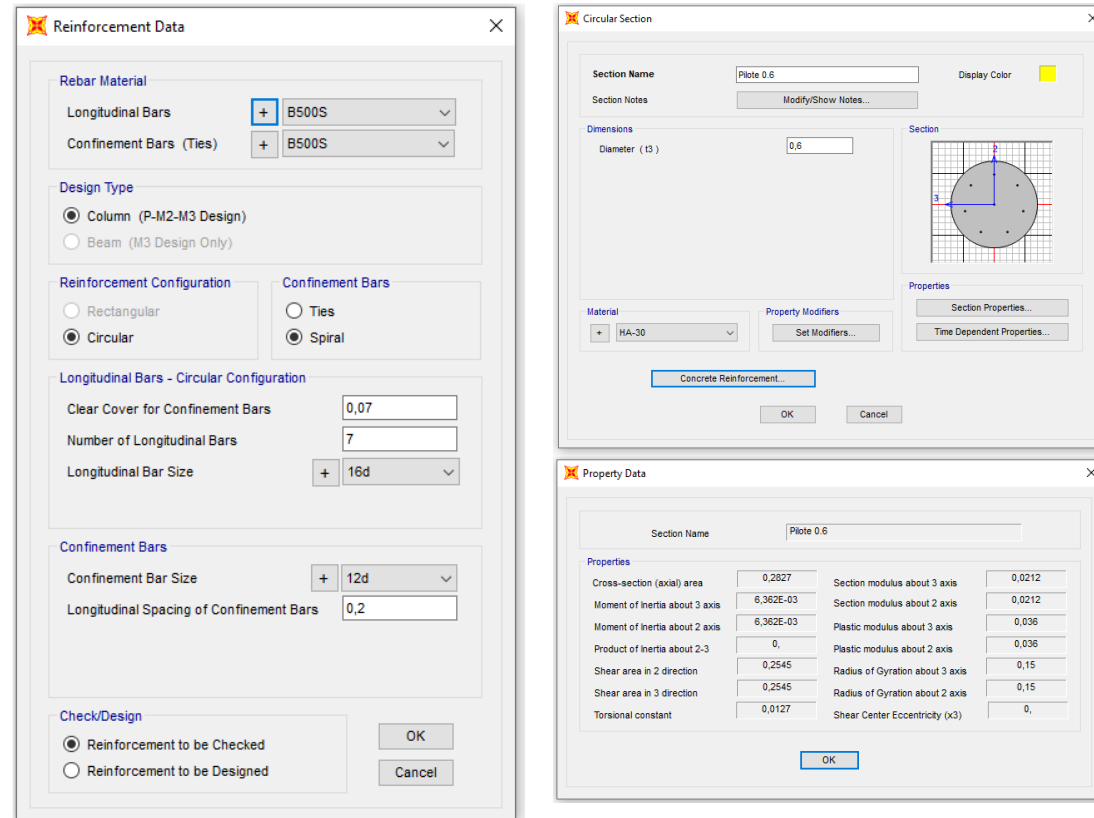 Reinforcement Data
Rebar Material
Longitudinal Bars + B500S
Confinement Bars (Ties) + B500S
Design Type
Column (P-M2-M3 Design)
Beam (M3 Design Only)
Reinforcement Configuration
Rectangular
Circular
Confinement Bars
Ties
Spiral
Longitudinal Bars - Circular Configuration
Clear Cover for Confinement Bars 0,07
Number of Longitudinal Bars 7
Longitudinal Bar Size + 16d
Confinement Bars
Confinement Bar Size + 12d
Longitudinal Spacing of Confinement Bars 0,2
Check/Design
Reinforcement to be Checked
Reinforcement to be Designed
OK
Cancel
Circular Section
Section Name Pilote 0.6 Display Color
Section Notes Modify/Show Notes...
Dimensions
Diameter ( t3 ) 0,6
Section
2
3
Properties
Section Properties...
Time Dependent Properties...
Material
+ HA-30
Property Modifiers
Set Modifiers...
Concrete Reinforcement...
OK Cancel
Property Data
Section Name Pilote 0.6
Properties
Cross-section (axial) area 0,2827 Section modulus about 3 axis 0,0212
Moment of Inertia about 3 axis 6,362E-03 Section modulus about 2 axis 0,0212
Moment of Inertia about 2 axis 6,362E-03 Plastic modulus about 3 axis 0,036
Product of Inertia about 2-3 0, Plastic modulus about 2 axis 0,036
Shear area in 2 direction 0,2545 Radius of Gyration about 3 axis 0,15
Shear area in 3 direction 0,2545 Radius of Gyration about 2 axis 0,15
Torsional constant 0,0127 Shear Center Eccentricity (x3) 0,
OK